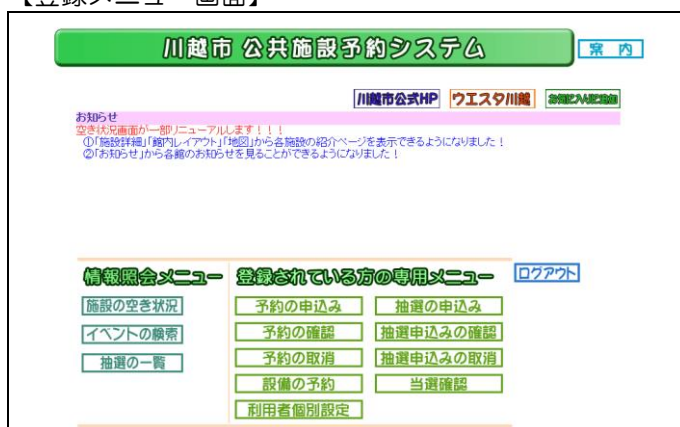 【登録メニュー画面】
川越市 公共施設予約システム
案 内
川越市公式HP ウエスタ川越 お気に入りに追加
お知らせ
空き状況画面が一部リニューアルします!!!
①「施設詳細」「館内レイアウト」「地図」から各施設の紹介ページを表示できるようになりました!
②「お知らせ」から各館のお知らせを見ることができるようになりました!
情報照会メニュー 登録されている方の専用メニュー ログアウト
施設の空き状況 予約の申込み 抽選の申込み
イベントの検索 予約の確認 抽選申込みの確認
抽選の一覧 予約の取消 抽選申込みの取消
設備の予約 当選確認
利用者個別設定